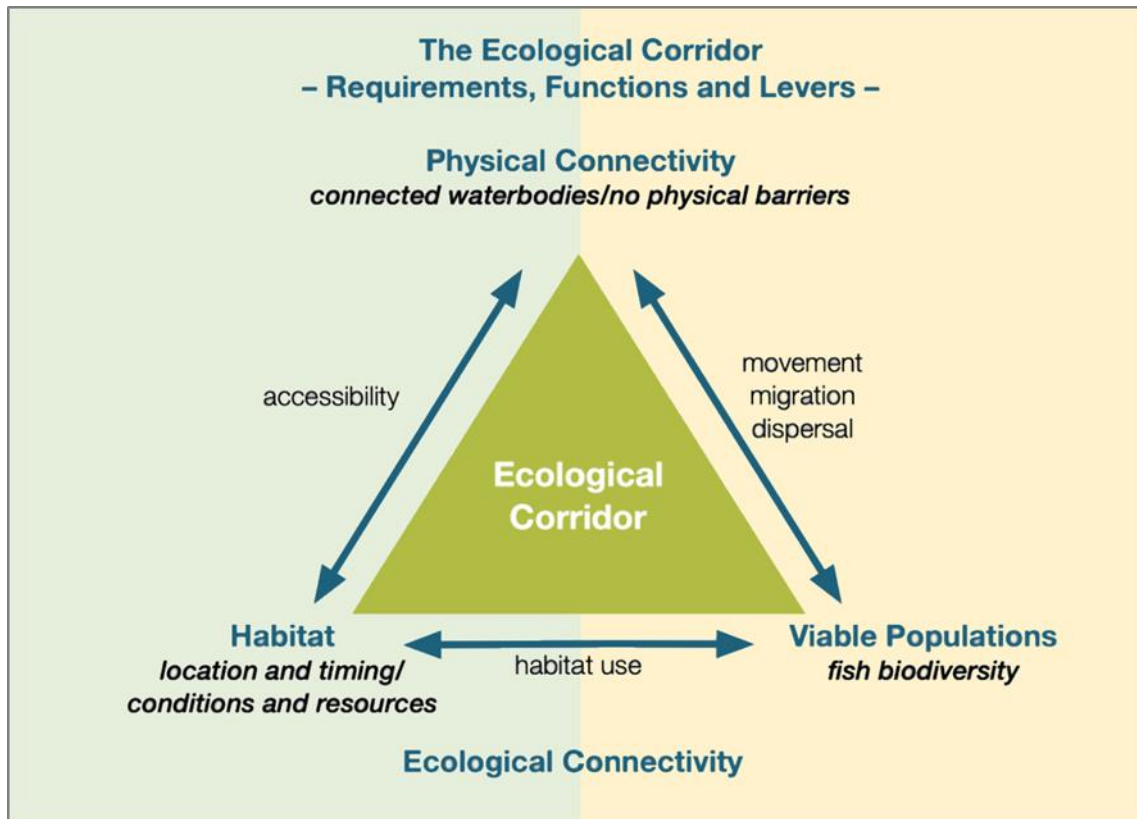 The Ecological Corridor
– Requirements, Functions and Levers –
Physical Connectivity
connected waterbodies/no physical barriers
accessibility
movement
migration
dispersal
Ecological
Corridor
Habitat
location and timing/
conditions and resources
habitat use
Viable Populations
fish biodiversity
Ecological Connectivity